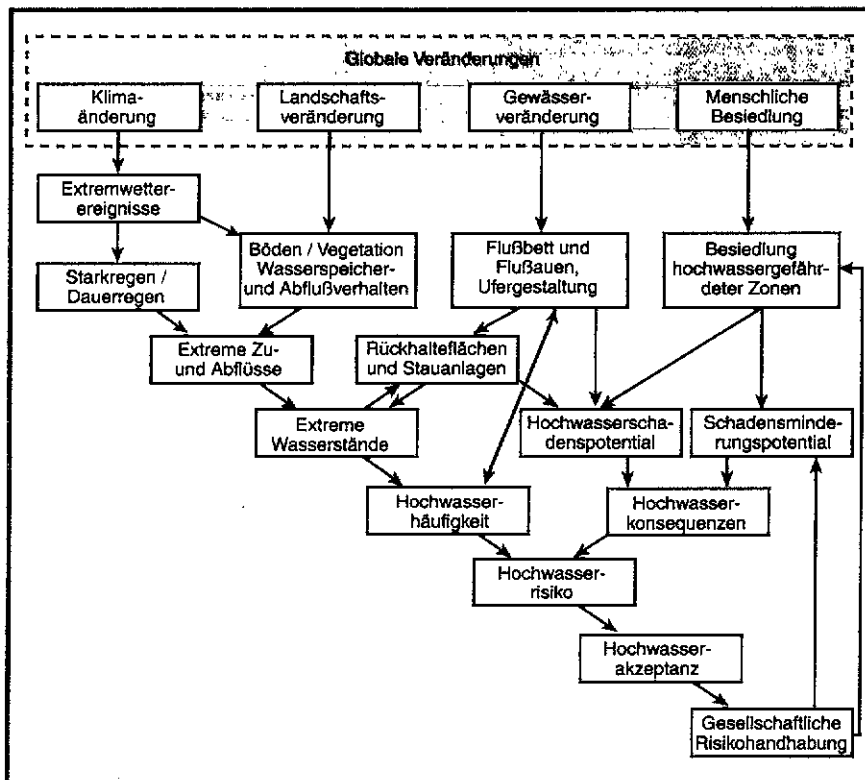 Globale Veränderungen
Klima-
änderung
Landschafts-
veränderung
Gewässer-
veränderung
Menschliche
Besiedlung
Extremwetter-
ereignisse
Böden / Vegetation
Wasserspeicher-
und Abflußverhalten
Flußbett und
Flußauen,
Ufergestaltung
Besiedlung
hochwassergefähr-
deter Zonen
Starkregen /
Dauerregen
Extreme Zu-
und Abflüsse
Rückhalteflächen
und Stauanlagen
Extreme
Wasserstände
Hochwasserscha-
denspotential
Schadensminde-
rungspotential
Hochwasser-
häufigkeit
Hochwasser-
konsequenzen
Hochwasser-
risiko
Hochwasser-
akzeptanz
Gesellschaftliche
Risikohandhabung